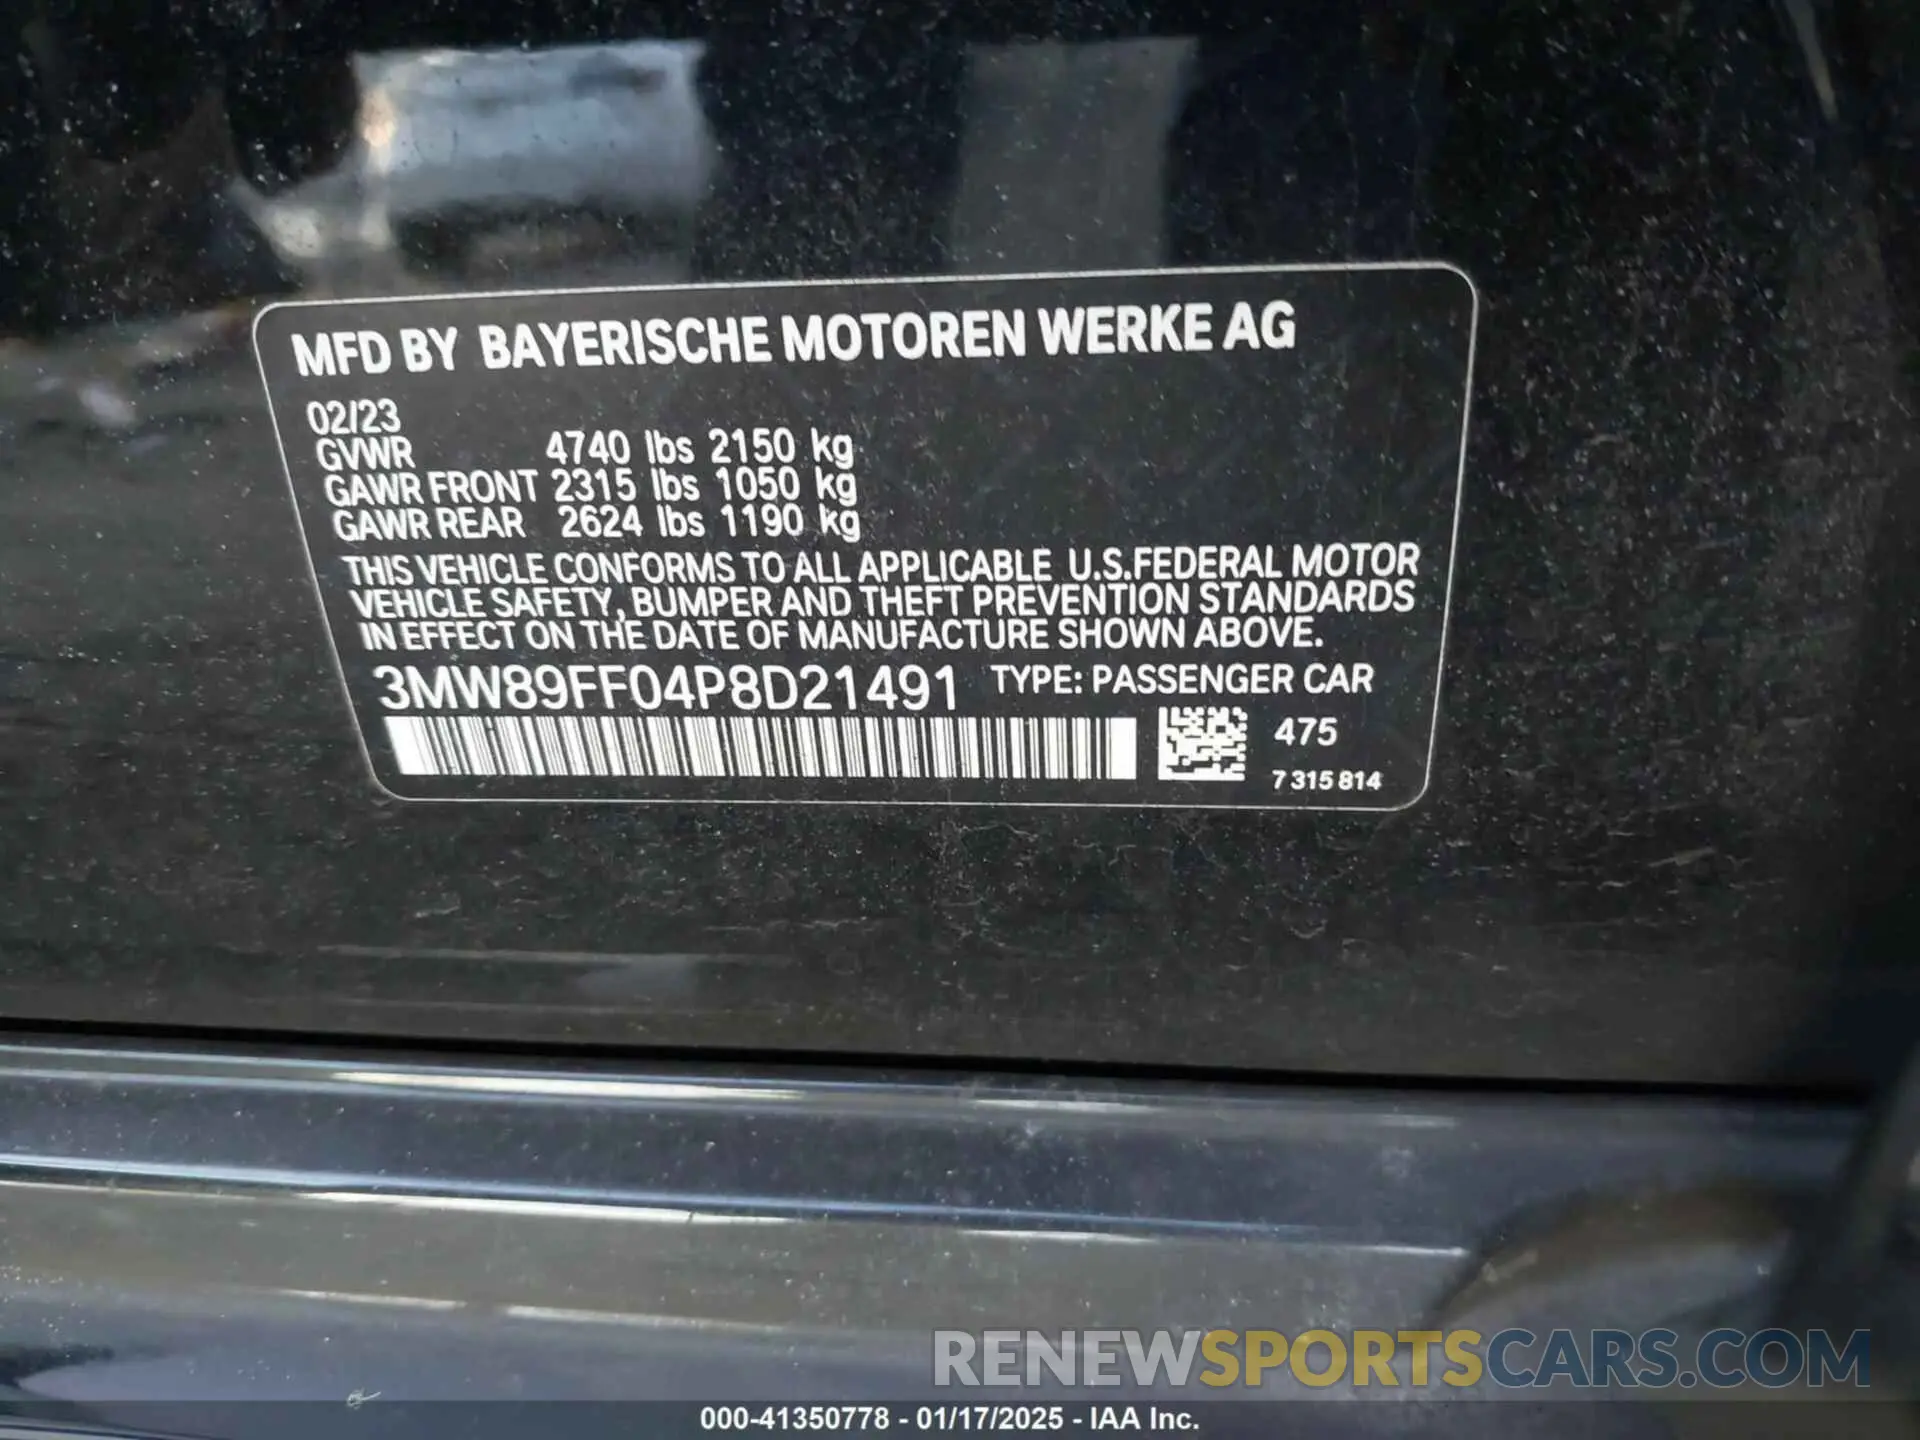 MFD BY BAYERISCHE MOTOREN WERKE AG
02/23
GVWR 4740 lbs 2150 kg
GAWR FRONT 2315 lbs 1050 kg
GAWR REAR 2624 lbs 1190 kg
THIS VEHICLE CONFORMS TO ALL APPLICABLE U.S.FEDERAL MOTOR
VEHICLE SAFETY, BUMPER AND THEFT PREVENTION STANDARDS
IN EFFECT ON THE DATE OF MANUFACTURE SHOWN ABOVE.
3MW89FF04P8D21491 TYPE: PASSENGER CAR
475
7 315 814
RENEWSPORTSCARS.COM
000-41350778 - 01/17/2025 - IAA Inc.